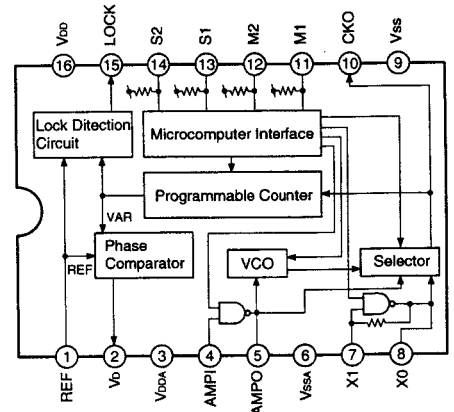 VDD LOCK S2 S1 M2 M1 CKO VSS
16 15 14 13 12 11 10 9
Lock Ditection
Circuit
Microcomputer Interface
Programmable Counter
VAR
REF
Phase
Comparator
VCO
Selector
1 2 3 4 5 6 7 8
REF VD VDDA AMPI AMPO VSSA X1 X0